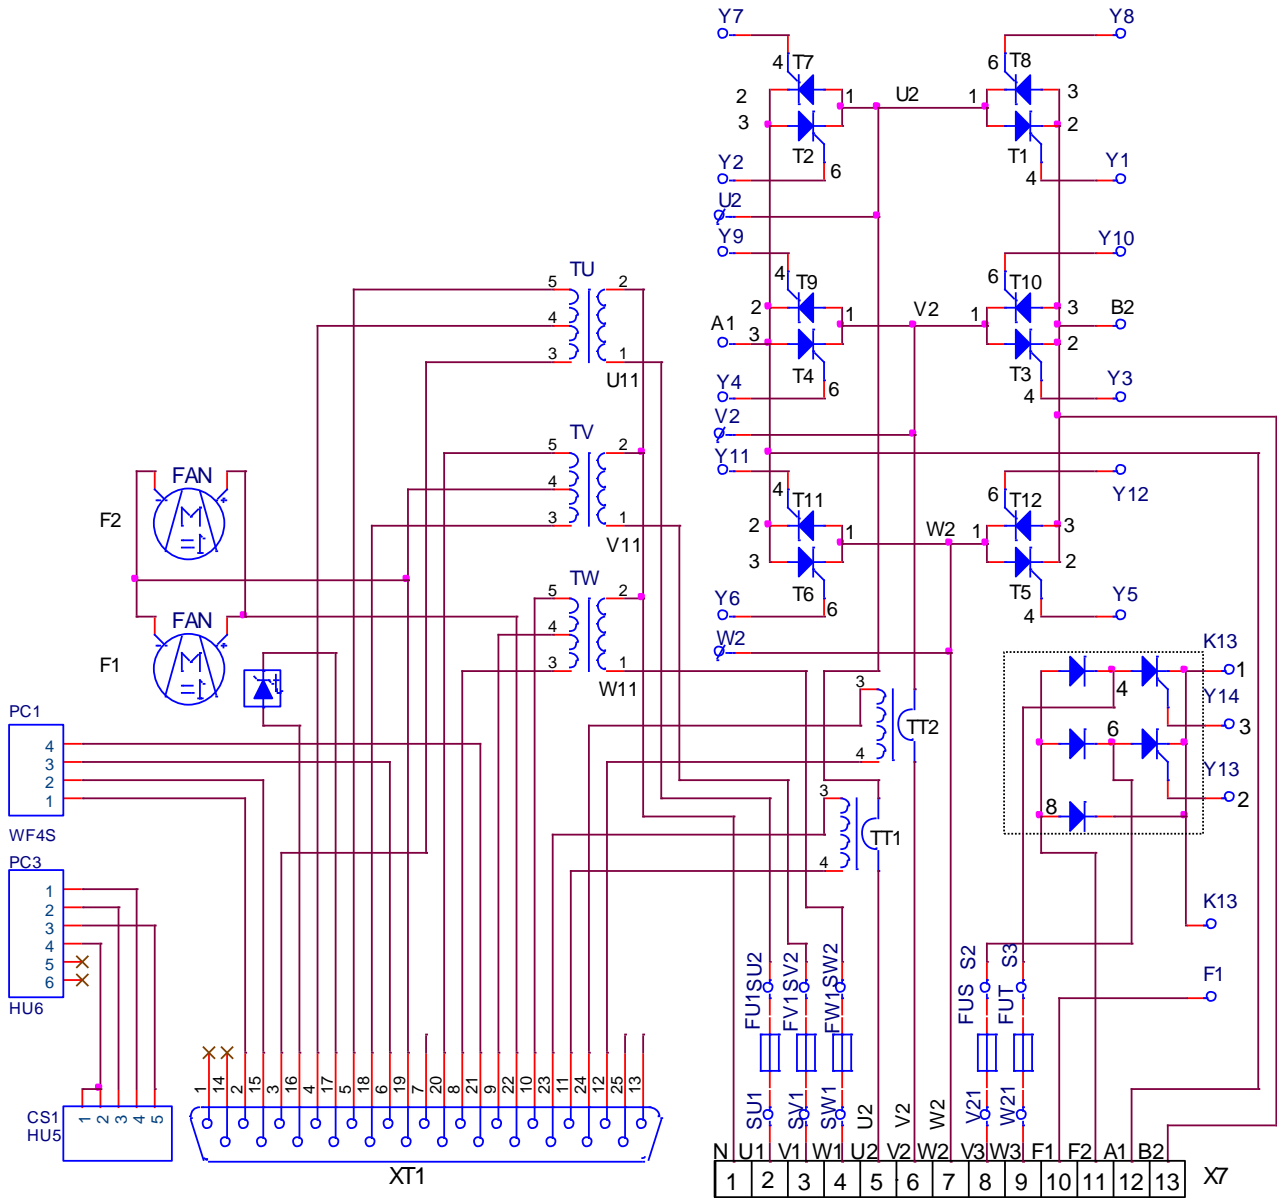 Y7
Y8
4 T7
6 T8
2
1
U2
1
3
3
2
T2
T1
Y2
6
4
Y1
U2
Y9
Y10
TU
5
2
4
6
4
T9
T10
2
1
V2
1
3
B2
A1
3
2
3
1
U11
T4
T3
Y4
6
4
Y3
V2
TV
5
2
Y11
4
4
6
Y12
T11
T12
3
1
V11
2
1
W2
1
3
3
2
FAN
F2
M
=1
TW
5
2
T6
T5
Y6
6
4
Y5
FAN
F1
M
=1
4
W2
3
1
W11
K13
1
4
Y14
3
3
TT2
4
6
Y13
2
PC1
4
3
2
1
WF4S
3
TT1
4
8
PC3
1
2
3
4
5
6
HU6
K13
F1
SU2
SV2
SW2
S2
S3
FU1
FV1
FW1
FUS
FUT
SU1
SV1
SW1
U2
V2
W2
V21
W21
1
14
2
15
3
16
4
17
5
18
6
19
7
20
8
21
9
22
10
23
11
24
12
25
13
CS1
HU5
1
2
3
4
5
XT1
N U1 V1 W1 U2 V2 W2 V3 W3 F1 F2 A1 B2
1 2 3 4 5 6 7 8 9 10 11 12 13
X7